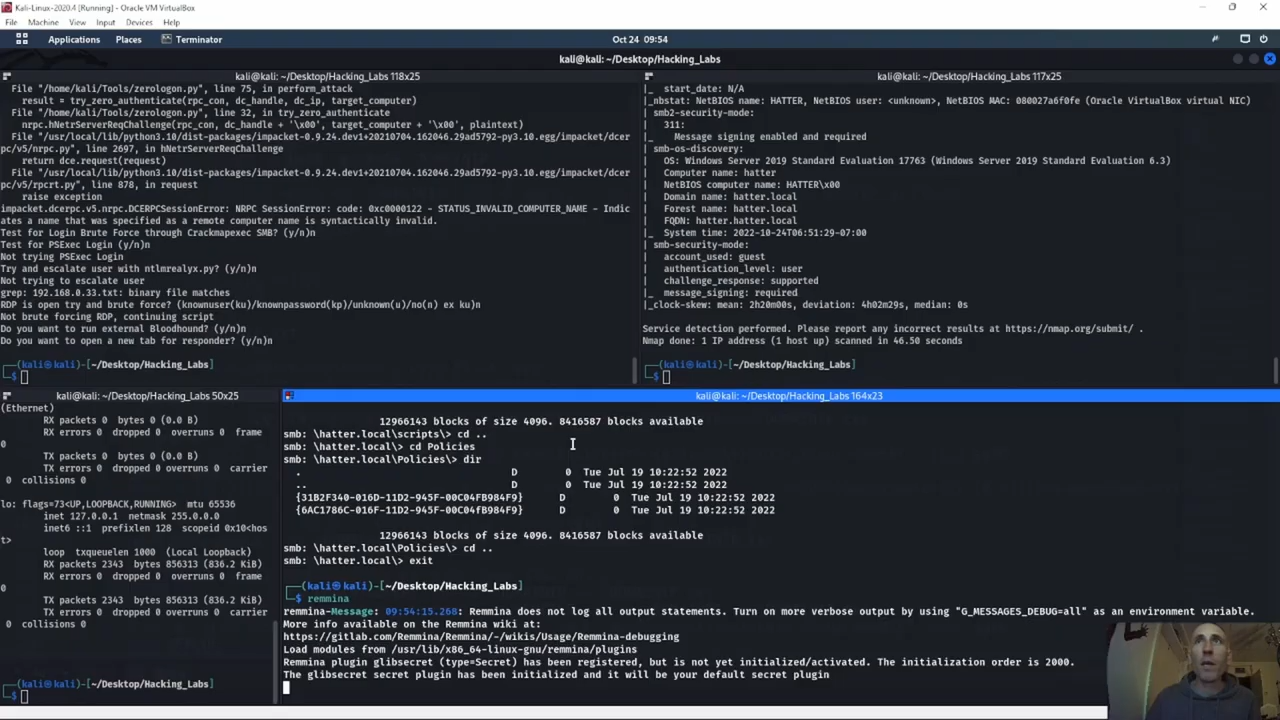 Kali-Linux-2020.4 [Running] - Oracle VM VirtualBox
File Machine View Input Devices Help
Applications Places Terminator Oct 24 09:54
kali@kali: ~/Desktop/Hacking_Labs
kali@kali: ~/Desktop/Hacking_Labs 118x25
File "/home/kali/Tools/zerologon.py", line 75, in perform_attack
result = try_zero_authenticate(rpc_con, dc_handle, dc_ip, target_computer)
File "/home/kali/Tools/zerologon.py", line 32, in try_zero_authenticate
nrpc.hNetrServerReqChallenge(rpc_con, dc_handle + '\x00', target_computer + '\x00', plaintext)
File "/usr/local/lib/python3.10/dist-packages/impacket-0.9.24.dev1+20210704.162046.29ad5792-py3.10.egg/impacket/dcer
pc/v5/nrpc.py", line 2697, in hNetrServerReqChallenge
return dce.request(request)
File "/usr/local/lib/python3.10/dist-packages/impacket-0.9.24.dev1+20210704.162046.29ad5792-py3.10.egg/impacket/dcer
pc/v5/rpcrt.py", line 878, in request
raise exception
impacket.dcerpc.v5.nrpc.DCERPCSessionError: NRPC SessionError: code: 0xc0000122 - STATUS_INVALID_COMPUTER_NAME - Indic
ates a name that was specified as a remote computer name is syntactically invalid.
Test for Login Brute Force through Crackmapexec SMB? (y/n)n
Test for PSExec Login (y/n)n
Not trying PSExec Login
Try and escalate user with ntlmrealyx.py? (y/n)n
Not trying to escalate user
grep: 192.168.0.33.txt: binary file matches
RDP is open try and brute force? (knowuser(ku)/knownpassword(kp)/unknown(u)/no(n) ex ku)n
Not brute forcing RDP, continuing script
Do you want to run external Bloodhound? (y/n)n
Do you want to open a new tab for responder? (y/n)n
┌──(kali㉿kali)-[~/Desktop/Hacking_Labs]
└─$
kali@kali: ~/Desktop/Hacking_Labs 117x25
|_ start_date: N/A
|_nbstat: NetBIOS name: HATTER, NetBIOS user: <unknown>, NetBIOS MAC: 080027a6f0fe (Oracle VirtualBox virtual NIC)
| smb2-security-mode:
| 311:
|_ Message signing enabled and required
| smb-os-discovery:
| OS: Windows Server 2019 Standard Evaluation 17763 (Windows Server 2019 Standard Evaluation 6.3)
| Computer name: hatter
| NetBIOS computer name: HATTER\x00
| Domain name: hatter.local
| Forest name: hatter.local
| FQDN: hatter.hatter.local
|_ System time: 2022-10-24T06:51:29-07:00
| smb-security-mode:
| account_used: guest
| authentication_level: user
| challenge_response: supported
|_ message_signing: required
|_clock-skew: mean: 2h20m00s, deviation: 4h02m29s, median: 0s
Service detection performed. Please report any incorrect results at https://nmap.org/submit/ .
Nmap done: 1 IP address (1 host up) scanned in 46.50 seconds
┌──(kali㉿kali)-[~/Desktop/Hacking_Labs]
└─$
kali@kali: ~/Desktop/Hacking_Labs 50x25
(Ethernet)
RX packets 0 bytes 0 (0.0 B)
RX errors 0 dropped 0 overruns 0 frame
0
TX packets 0 bytes 0 (0.0 B)
TX errors 0 dropped 0 overruns 0 carrier
0 collisions 0
lo: flags=73<UP,LOOPBACK,RUNNING> mtu 65536
inet 127.0.0.1 netmask 255.0.0.0
inet6 ::1 prefixlen 128 scopeid 0x10<hos
t>
loop txqueuelen 1000 (Local Loopback)
RX packets 2343 bytes 856313 (836.2 KiB)
RX errors 0 dropped 0 overruns 0 frame
0
TX packets 2343 bytes 856313 (836.2 KiB)
TX errors 0 dropped 0 overruns 0 carrier
0 collisions 0
┌──(kali㉿kali)-[~/Desktop/Hacking_Labs]
└─$
kali@kali: ~/Desktop/Hacking_Labs 164x23
12966143 blocks of size 4096. 8416587 blocks available
smb: \hatter.local\scripts\> cd ..
smb: \hatter.local\> cd Policies
smb: \hatter.local\Policies\> dir
. D 0 Tue Jul 19 10:22:52 2022
.. D 0 Tue Jul 19 10:22:52 2022
{31B2F340-016D-11D2-945F-00C04FB984F9} D 0 Tue Jul 19 10:22:52 2022
{6AC1786C-016F-11D2-945F-00C04fB984F9} D 0 Tue Jul 19 10:22:52 2022
12966143 blocks of size 4096. 8416587 blocks available
smb: \hatter.local\Policies\> cd ..
smb: \hatter.local\> exit
┌──(kali㉿kali)-[~/Desktop/Hacking_Labs]
└─$ remmina
remmina-Message: 09:54:15.268: Remmina does not log all output statements. Turn on more verbose output by using "G_MESSAGES_DEBUG=all" as an environment variable.
More info available on the Remmina wiki at:
https://gitlab.com/Remmina/Remmina/-/wikis/Usage/Remmina-debugging
Load modules from /usr/lib/x86_64-linux-gnu/remmina/plugins
Remmina plugin glibsecret (type=Secret) has been registered, but is not yet initialized/activated. The initialization order is 2000.
The glibsecret secret plugin has been initialized and it will be your default secret plugin